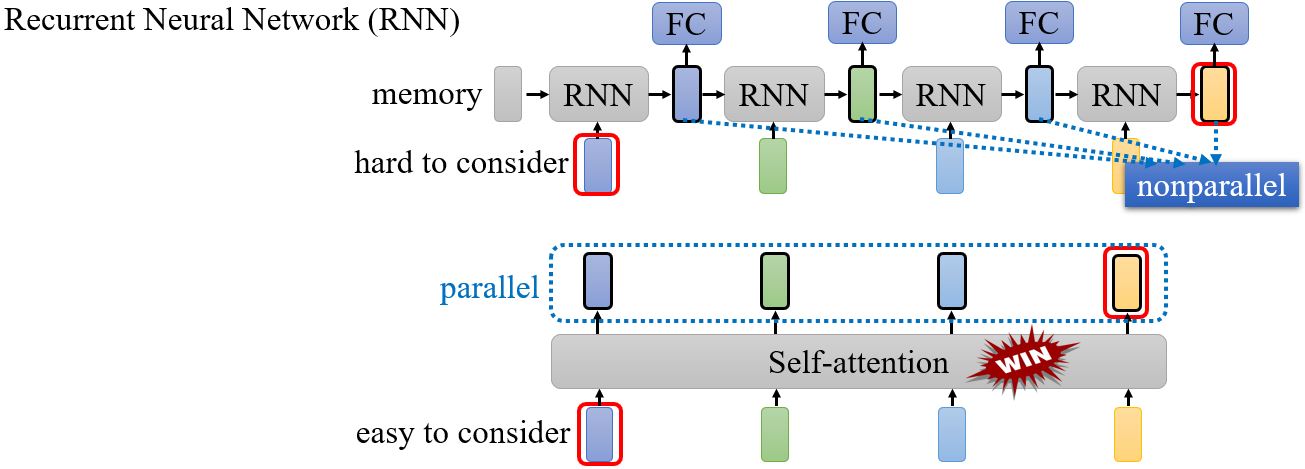 Recurrent Neural Network (RNN)
FC FC FC FC
memory RNN RNN RNN RNN
hard to consider
nonparallel
parallel
Self-attention WIN
easy to consider